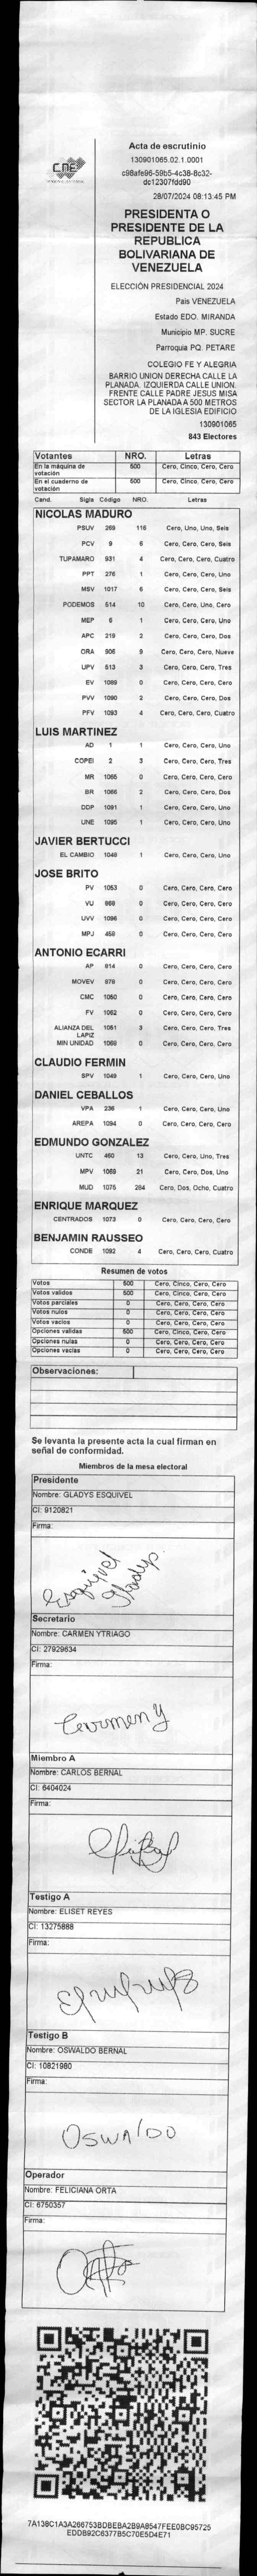 CNE
Acta de escrutinio
130901065.02.1.0001
c98afe96-59b5-4c38-8c32-
dc12307fdd90
28/07/2024 08:13:45 PM
PRESIDENTA O
PRESIDENTE DE LA
REPUBLICA
BOLIVARIANA DE
VENEZUELA
ELECCIÓN PRESIDENCIAL 2024
Pais VENEZUELA
Estado EDO. MIRANDA
Municipio MP. SUCRE
Parroquia PQ. PETARE
COLEGIO FE Y ALEGRIA
BARRIO UNION DERECHA CALLE LA
PLANADA. IZQUIERDA CALLE UNION.
FRENTE CALLE PADRE JESUS MISA
SECTOR LA PLANADA A 500 METROS
DE LA IGLESIA EDIFICIO
130901065
843 Electores
Votantes NRO. Letras
En la máquina de votación 500 Cero, Cinco, Cero, Cero
En el cuaderno de votación 500 Cero, Cinco, Cero, Cero
Cand. Sigla Código NRO. Letras
NICOLAS MADURO
PSUV 269 116 Cero, Uno, Uno, Seis
PCV 9 6 Cero, Cero, Cero, Seis
TUPAMARO 931 4 Cero, Cero, Cero, Cuatro
PPT 276 1 Cero, Cero, Cero, Uno
MSV 1017 6 Cero, Cero, Cero, Seis
PODEMOS 514 10 Cero, Cero, Uno, Cero
MEP 6 1 Cero, Cero, Cero, Uno
APC 219 2 Cero, Cero, Cero, Dos
ORA 906 9 Cero, Cero, Cero, Nueve
UPV 513 3 Cero, Cero, Cero, Tres
EV 1089 0 Cero, Cero, Cero, Cero
PVV 1090 2 Cero, Cero, Cero, Dos
PFV 1093 4 Cero, Cero, Cero, Cuatro
LUIS MARTINEZ
AD 1 1 Cero, Cero, Cero, Uno
COPEI 2 3 Cero, Cero, Cero, Tres
MR 1065 0 Cero, Cero, Cero, Cero
BR 1066 2 Cero, Cero, Cero, Dos
DDP 1091 1 Cero, Cero, Cero, Uno
UNE 1095 1 Cero, Cero, Cero, Uno
JAVIER BERTUCCI
EL CAMBIO 1048 1 Cero, Cero, Cero, Uno
JOSE BRITO
PV 1053 0 Cero, Cero, Cero, Cero
VU 868 0 Cero, Cero, Cero, Cero
UVV 1096 0 Cero, Cero, Cero, Cero
MPJ 458 0 Cero, Cero, Cero, Cero
ANTONIO ECARRI
AP 914 0 Cero, Cero, Cero, Cero
MOVEV 878 0 Cero, Cero, Cero, Cero
CMC 1050 0 Cero, Cero, Cero, Cero
FV 1062 0 Cero, Cero, Cero, Cero
ALIANZA DEL LAPIZ 1051 3 Cero, Cero, Cero, Tres
MIN UNIDAD 1069 0 Cero, Cero, Cero, Cero
CLAUDIO FERMIN
SPV 1049 1 Cero, Cero, Cero, Uno
DANIEL CEBALLOS
VPA 236 1 Cero, Cero, Cero, Uno
AREPA 1094 0 Cero, Cero, Cero, Cero
EDMUNDO GONZALEZ
UNTC 460 13 Cero, Cero, Uno, Tres
MPV 1069 21 Cero, Cero, Dos, Uno
MUD 1075 284 Cero, Dos, Ocho, Cuatro
ENRIQUE MARQUEZ
CENTRADOS 1073 0 Cero, Cero, Cero, Cero
BENJAMIN RAUSSEO
CONDE 1092 4 Cero, Cero, Cero, Cuatro
Resumen de votos
Votos 500 Cero, Cinco, Cero, Cero
Votos validos 500 Cero, Cinco, Cero, Cero
Votos parciales 0 Cero, Cero, Cero, Cero
Votos nulos 0 Cero, Cero, Cero, Cero
Votos vacios 0 Cero, Cero, Cero, Cero
Opciones validas 500 Cero, Cinco, Cero, Cero
Opciones nulas 0 Cero, Cero, Cero, Cero
Opciones vacias 0 Cero, Cero, Cero, Cero
Observaciones:
Se levanta la presente acta la cual firman en
señal de conformidad.
Miembros de la mesa electoral
Presidente
Nombre: GLADYS ESQUIVEL
CI: 9120821
Firma:
Esquivel
Gladys
Secretario
Nombre: CARMEN YTRIAGO
CI: 27929634
Firma:
Carmen Y
Miembro A
Nombre: CARLOS BERNAL
CI: 6404024
Firma:
Testigo A
Nombre: ELISET REYES
CI: 13275888
Firma:
Testigo B
Nombre: OSWALDO BERNAL
CI: 10821980
Firma:
OSWALDO
Operador
Nombre: FELICIANA ORTA
CI: 6750357
Firma:
7A13BC1A3A266753BDBEBA2B9AB547FEE0BC95725
EDDB92C6377B5C70E5D4E71